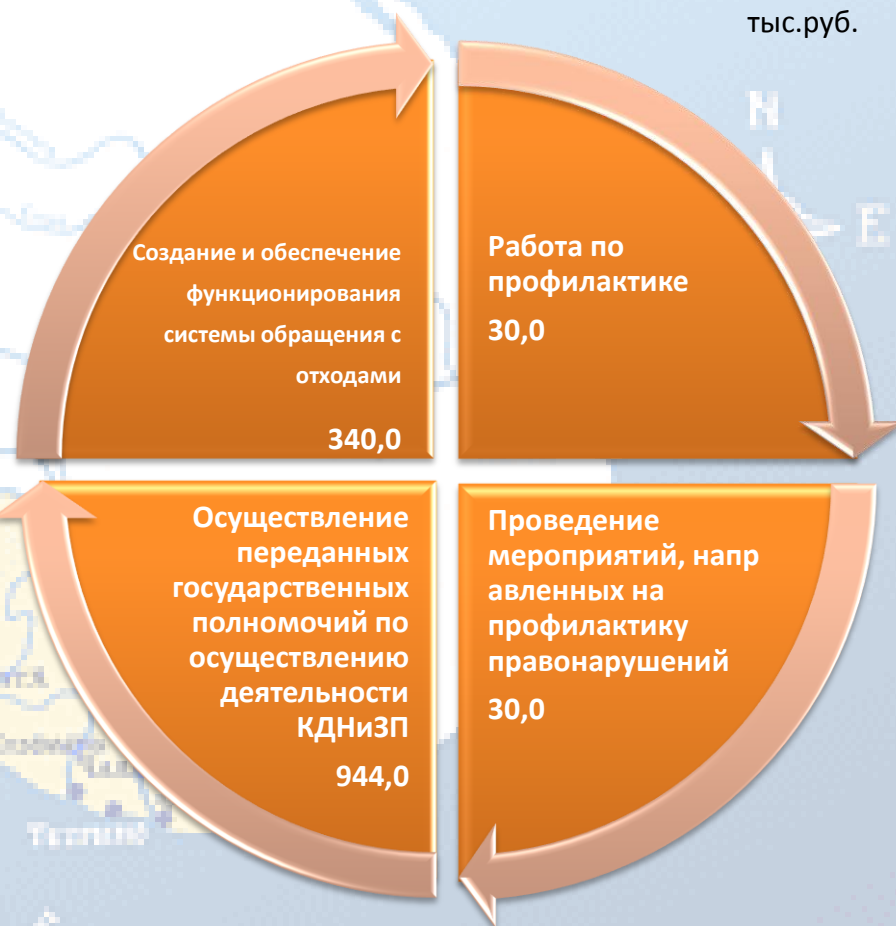 тыс.руб.
Создание и обеспечение
функционирования
системы обращения с
отходами
340,0
Работа по
профилактике
30,0
Осуществление
переданных
государственных
полномочий по
осуществлению
деятельности
КДНиЗП
944,0
Проведение
мероприятий, напр
авленных на
профилактику
правонарушений
30,0
N
E